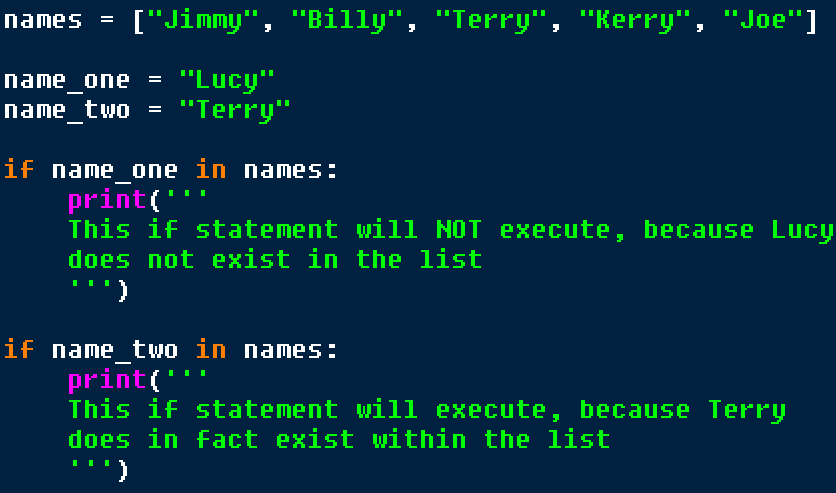 names = ["Jimmy", "Billy", "Terry", "Kerry", "Joe"]
name_one = "Lucy"
name_two = "Terry"
if name_one in names:
    print('''
    This if statement will NOT execute, because Lucy
    does not exist in the list
    ''')
if name_two in names:
    print('''
    This if statement will execute, because Terry
    does in fact exist within the list
    ''')